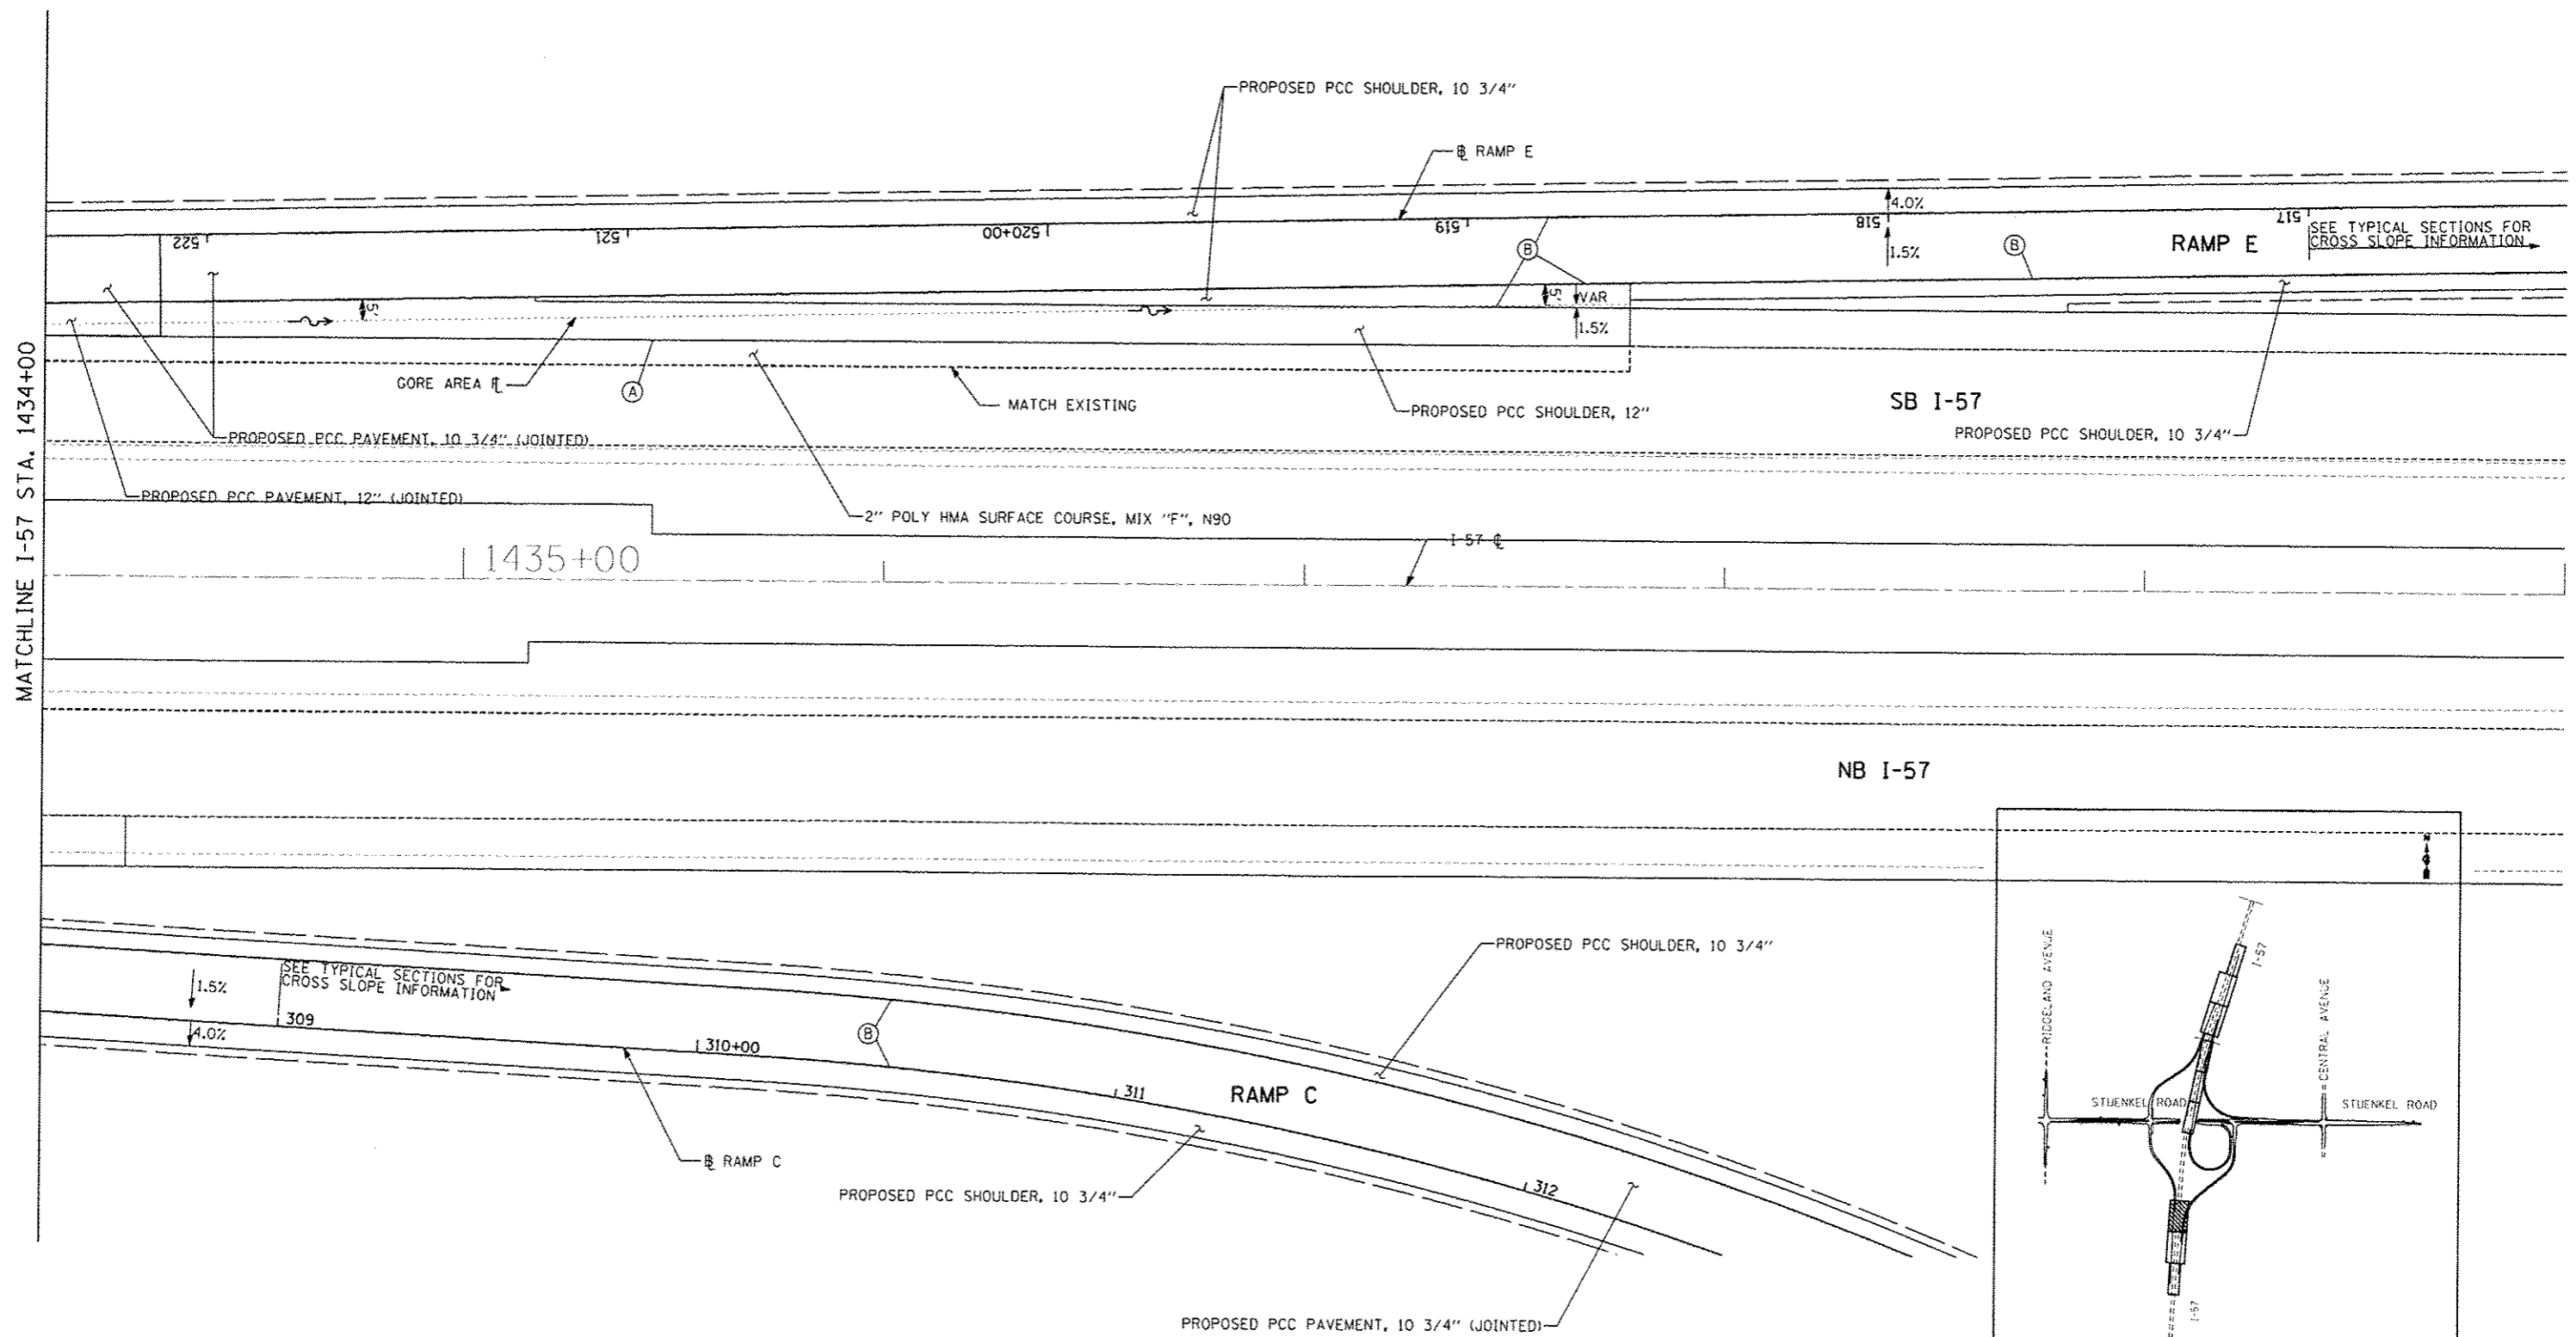 PROPOSED PCC SHOULDER, 10 3/4"
℄ RAMP E
4.0%
522
521
520+00
519
518
517
B
1.5%
B
RAMP E
SEE TYPICAL SECTIONS FOR
CROSS SLOPE INFORMATION
5'
5'
VAR
1.5%
GORE AREA
A
MATCH EXISTING
PROPOSED PCC SHOULDER, 12"
SB I-57
PROPOSED PCC SHOULDER, 10 3/4"
PROPOSED PCC PAVEMENT, 10 3/4" (JOINTED)
PROPOSED PCC PAVEMENT, 12" (JOINTED)
2" POLY HMA SURFACE COURSE, MIX "F", N90
MATCHLINE I-57 STA. 1434+00
1435+00
I-57 ℄
NB I-57
PROPOSED PCC SHOULDER, 10 3/4"
1.5%
SEE TYPICAL SECTIONS FOR
CROSS SLOPE INFORMATION
309
4.0%
310+00
B
311
RAMP C
312
RAMP C
PROPOSED PCC SHOULDER, 10 3/4"
PROPOSED PCC PAVEMENT, 10 3/4" (JOINTED)
RIDGELAND AVENUE
I-57
CENTRAL AVENUE
STUENKEL ROAD
STUENKEL ROAD
I-57